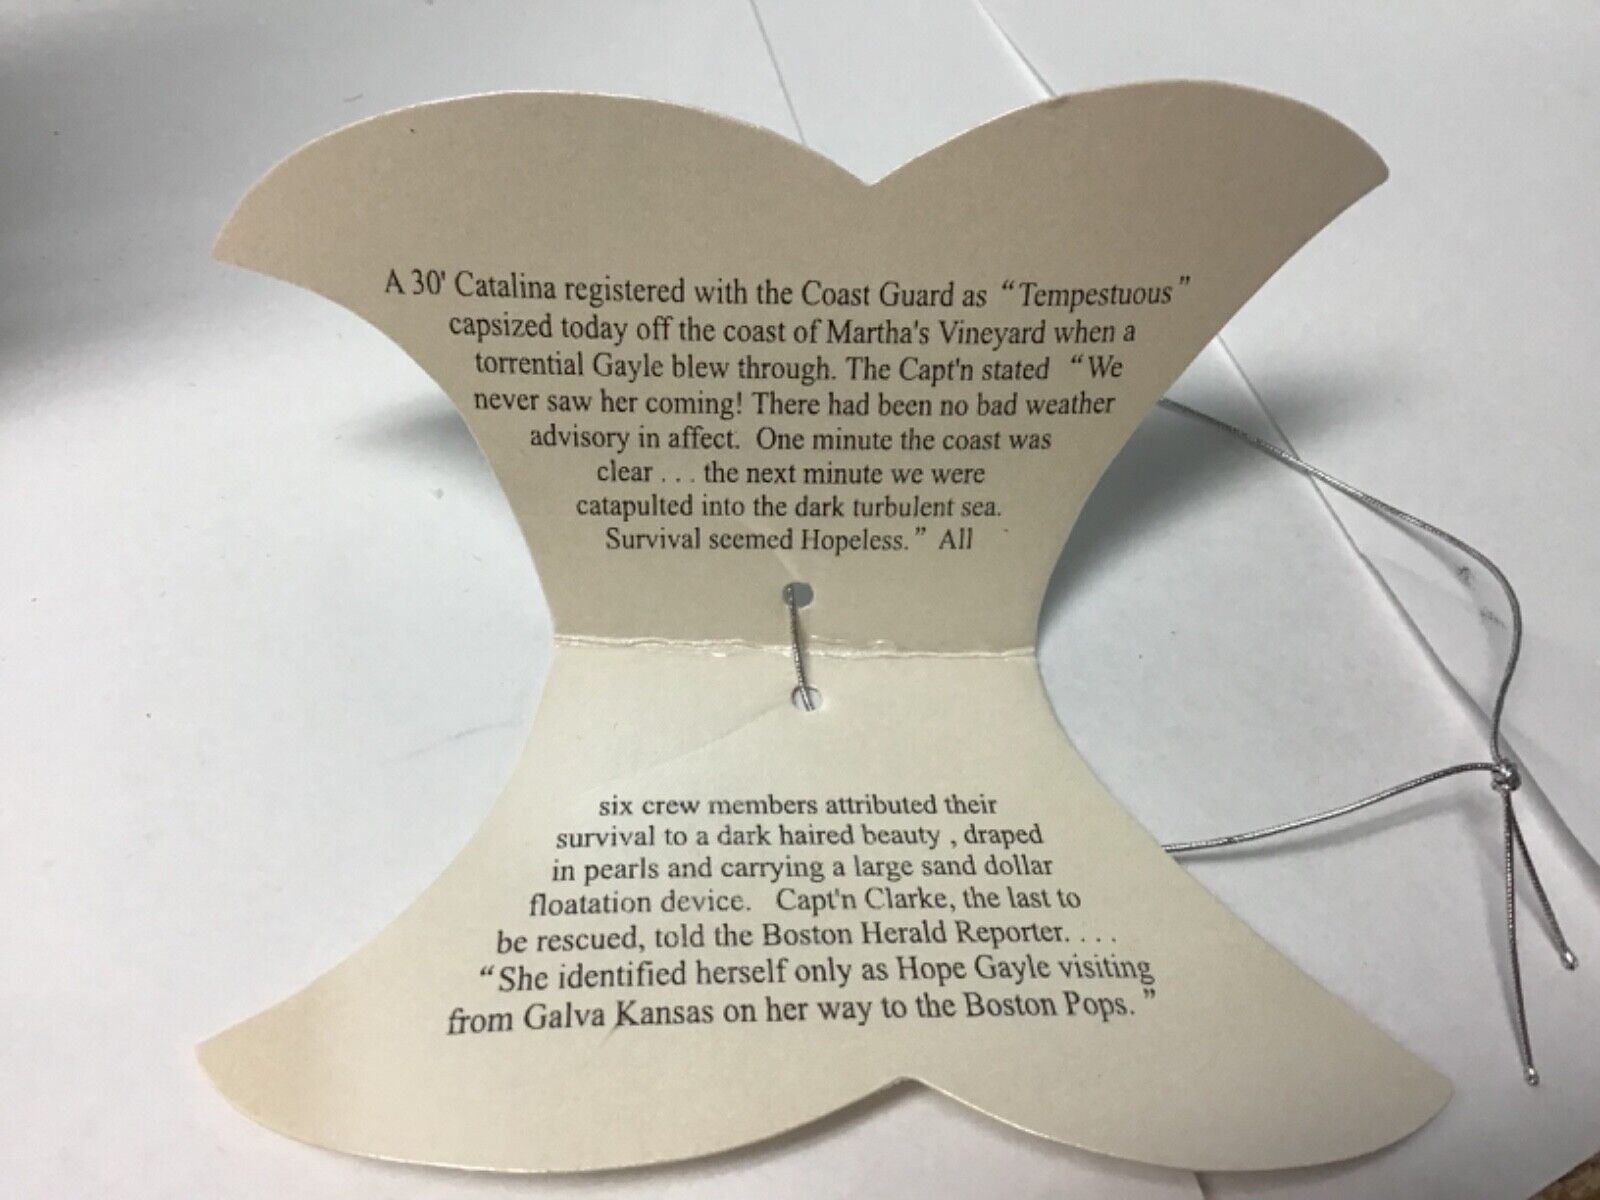 A 30' Catalina registered with the Coast Guard as “Tempestuous”
capsized today off the coast of Martha's Vineyard when a
torrential Gayle blew through. The Capt'n stated “We
never saw her coming! There had been no bad weather
advisory in affect. One minute the coast was
clear . . . the next minute we were
catapulted into the dark turbulent sea.
Survival seemed Hopeless.” All
six crew members attributed their
survival to a dark haired beauty , draped
in pearls and carrying a large sand dollar
floatation device. Capt'n Clarke, the last to
be rescued, told the Boston Herald Reporter. . . .
“She identified herself only as Hope Gayle visiting
from Galva Kansas on her way to the Boston Pops.”